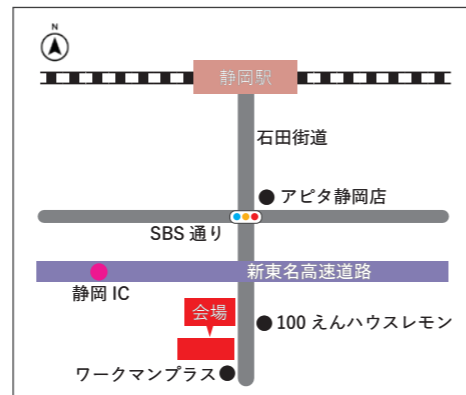 N
静岡駅
石田街道
アピタ静岡店
SBS 通り
新東名高速道路
静岡 IC
会場
100 えんハウスレモン
ワークマンプラス